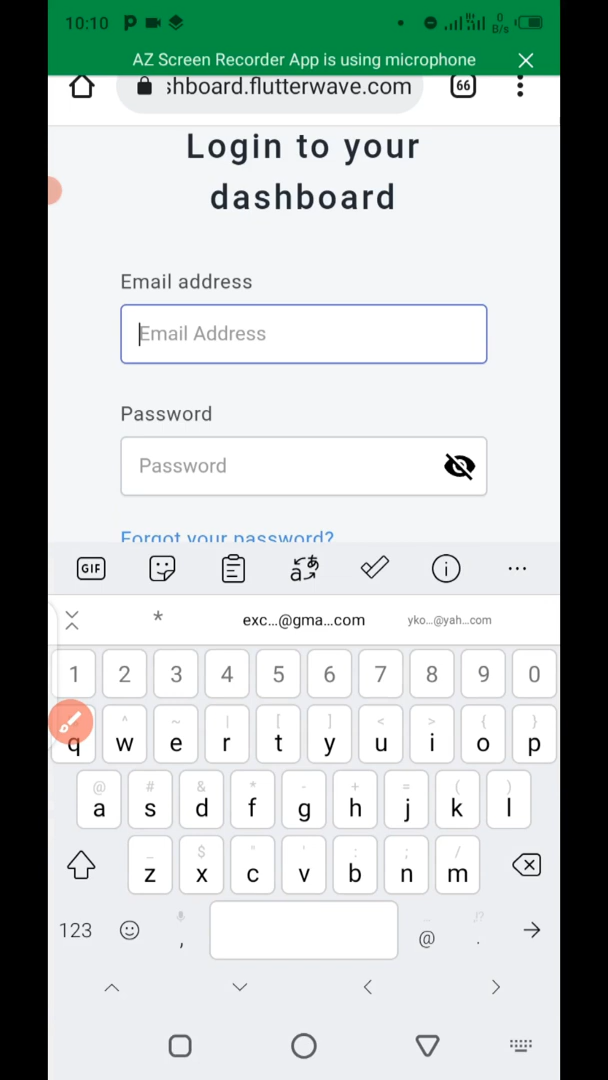 10:10
0
B/s
AZ Screen Recorder App is using microphone
shboard.flutterwave.com
66
Login to your
dashboard
Email address
Email Address
Password
Password
Forgot your password?
GIF
* exc...@gma...com yko...@yah...com
1 2 3 4 5 6 7 8 9 0
^ ~ | [ ] < > { }
q w e r t y u i o p
@ # & * - + = ( )
a s d f g h j k l
_ $ " ' : ; /
z x c v b n m
123 , @ .